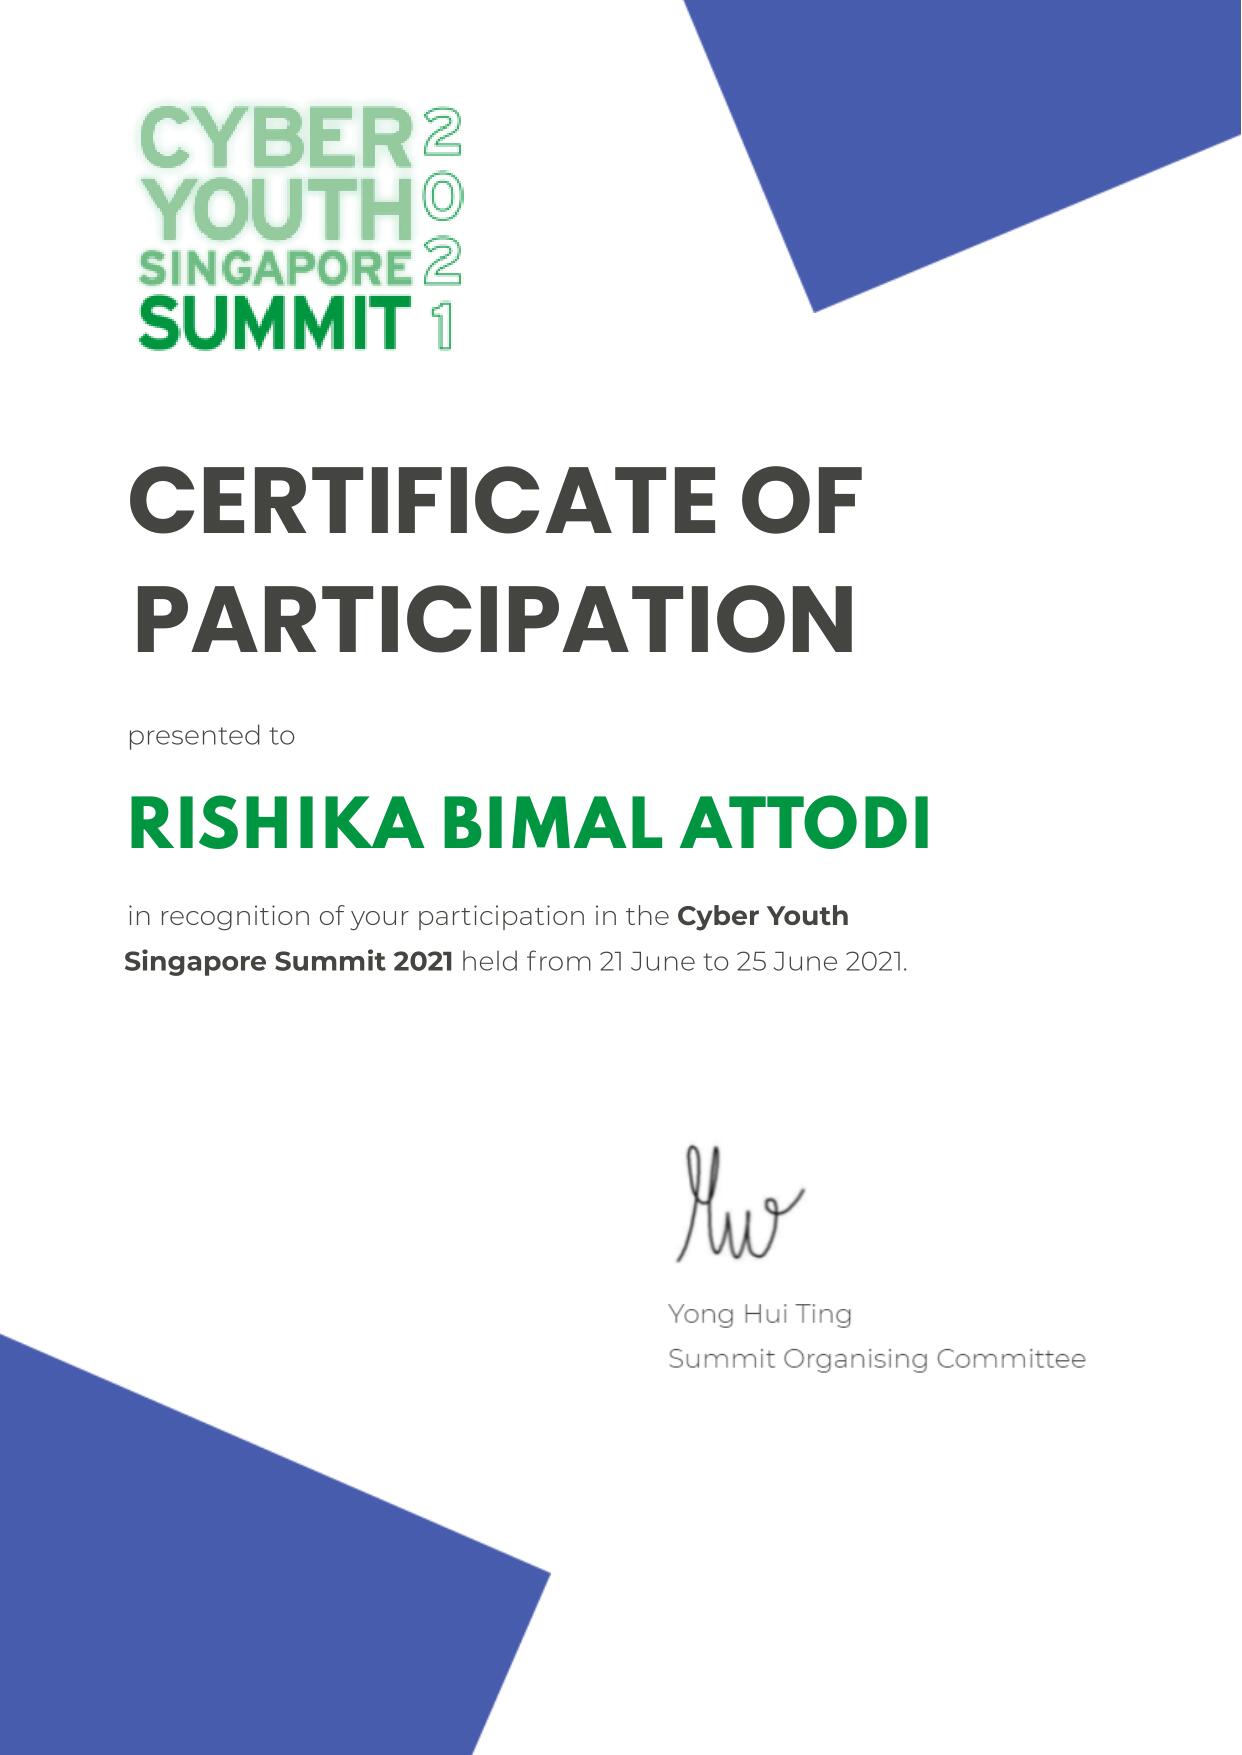 CYBER
YOUTH
SINGAPORE
SUMMIT
2021
CERTIFICATE OF
PARTICIPATION
presented to
RISHIKA BIMAL ATTODI
in recognition of your participation in the Cyber Youth
Singapore Summit 2021 held from 21 June to 25 June 2021.
Yong Hui Ting
Summit Organising Committee